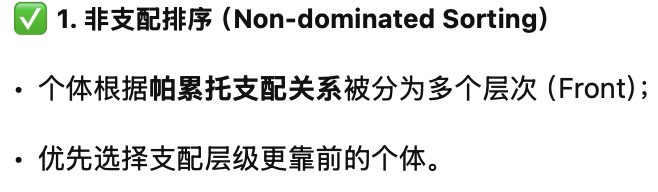 ✅ 1. 非支配排序（Non-dominated Sorting）
• 个体根据帕累托支配关系被分为多个层次（Front）；
• 优先选择支配层级更靠前的个体。